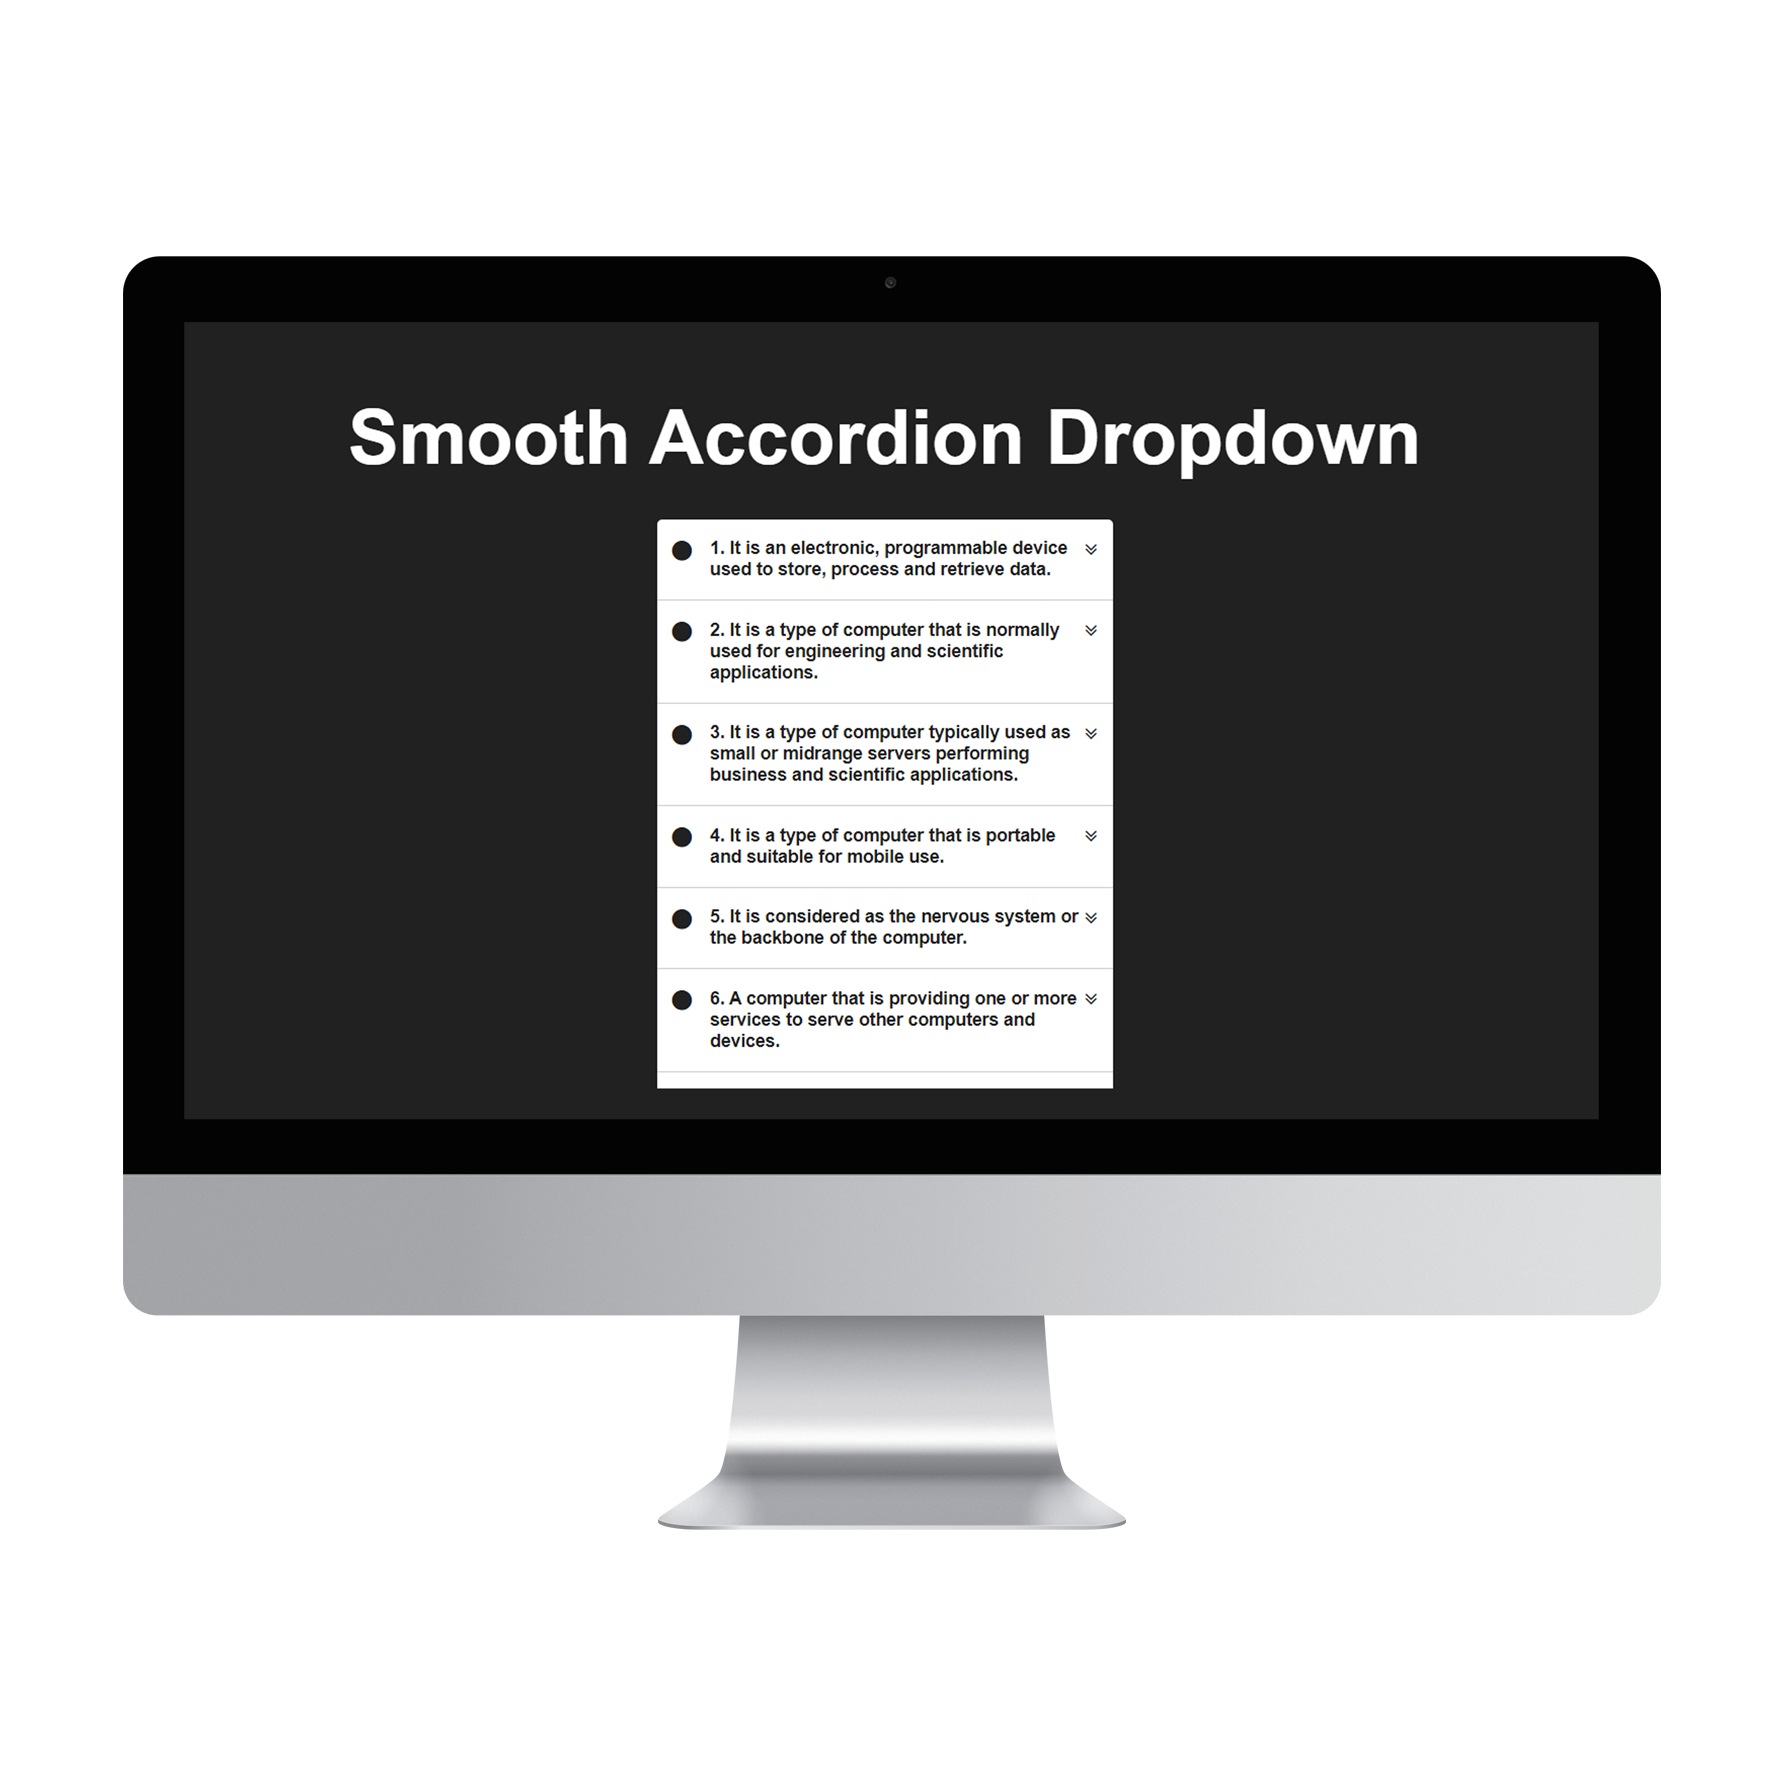 Smooth Accordion Dropdown
1. It is an electronic, programmable device
used to store, process and retrieve data.
2. It is a type of computer that is normally
used for engineering and scientific
applications.
3. It is a type of computer typically used as
small or midrange servers performing
business and scientific applications.
4. It is a type of computer that is portable
and suitable for mobile use.
5. It is considered as the nervous system or
the backbone of the computer.
6. A computer that is providing one or more
services to serve other computers and
devices.